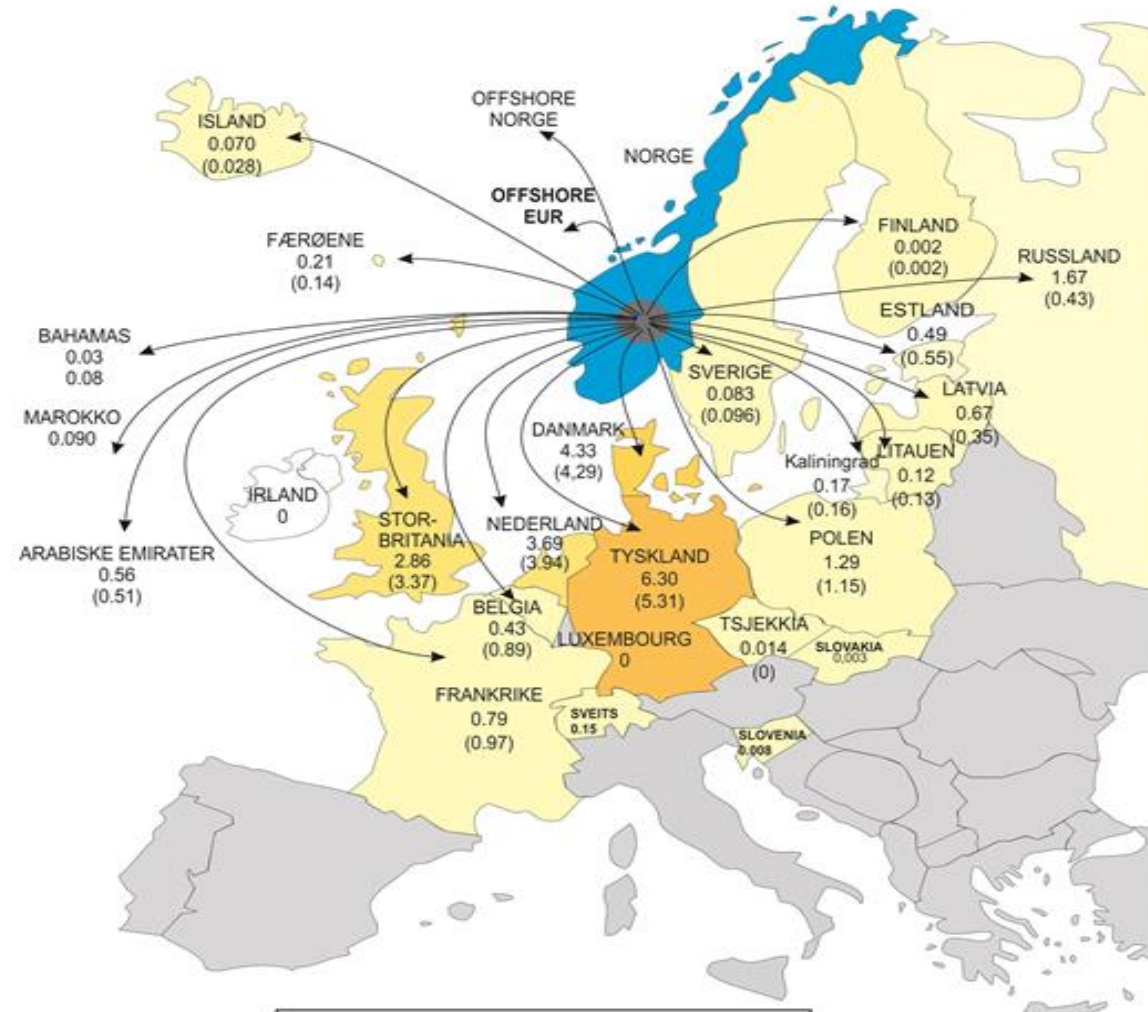 ISLAND
0.070
(0.028)
OFFSHORE
NORGE
NORGE
OFFSHORE
EUR
FÆRØENE
0.21
(0.14)
FINLAND
0.002
(0.002)
RUSSLAND
1.67
(0.43)
ESTLAND
0.49
(0.55)
BAHAMAS
0.03
0.08
SVERIGE
0.083
(0.096)
LATVIA
0.67
(0.35)
MAROKKO
0.090
DANMARK
4.33
(4,29)
Kaliningrad
0.17
(0.16)
LITAUEN
0.12
(0.13)
IRLAND
0
STOR-
BRITANIA
2.86
(3.37)
NEDERLAND
3.69
(3.94)
ARABISKE EMIRATER
0.56
(0.51)
TYSKLAND
6.30
(5.31)
POLEN
1.29
(1.15)
BELGIA
0.43
(0.89)
LUXEMBOURG
0
TSJEKKIA
0.014
(0)
SLOVAKIA
0,003
FRANKRIKE
0.79
(0.97)
SVEITS
0.15
SLOVENIA
0.008